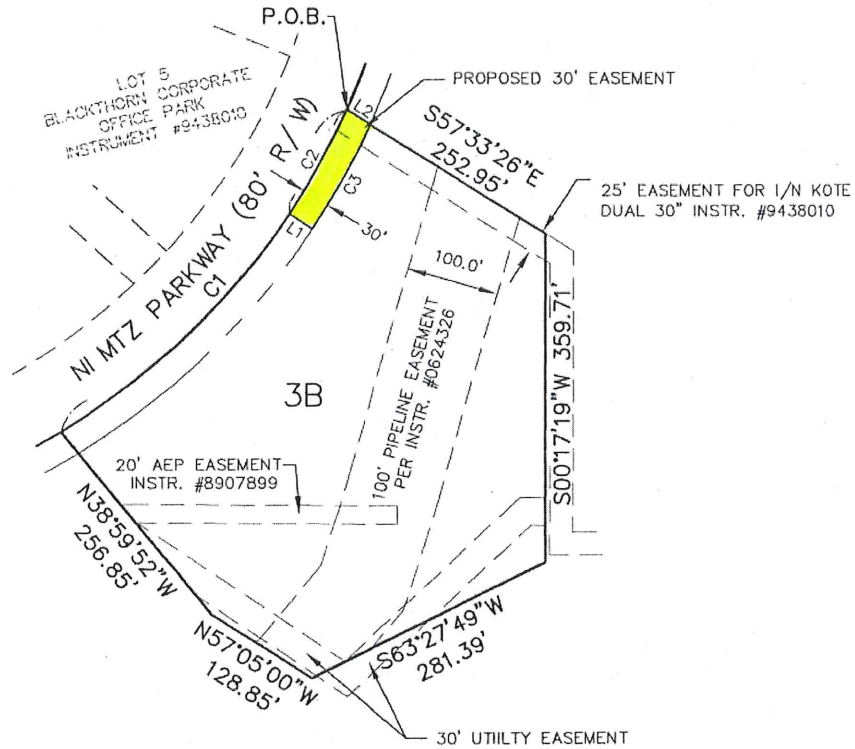 P.O.B.
LOT 5
BLACKTHORN CORPORATE
OFFICE PARK
INSTRUMENT #9438010
PROPOSED 30' EASEMENT
L2
C2
C3
L1
30'
S57°33'26"E
252.95'
25' EASEMENT FOR I/N KOTE
DUAL 30" INSTR. #9438010
NIMTZ PARKWAY (80' R/W)
C1
100.0'
100' PIPELINE EASEMENT
PER INSTR. #0624326
S00°17'19"W 359.71'
3B
20' AEP EASEMENT
INSTR. #8907899
N38°59'52"W
256.85'
N57°05'00"W
128.85'
S63°27'49"W
281.39'
30' UTIILTY EASEMENT